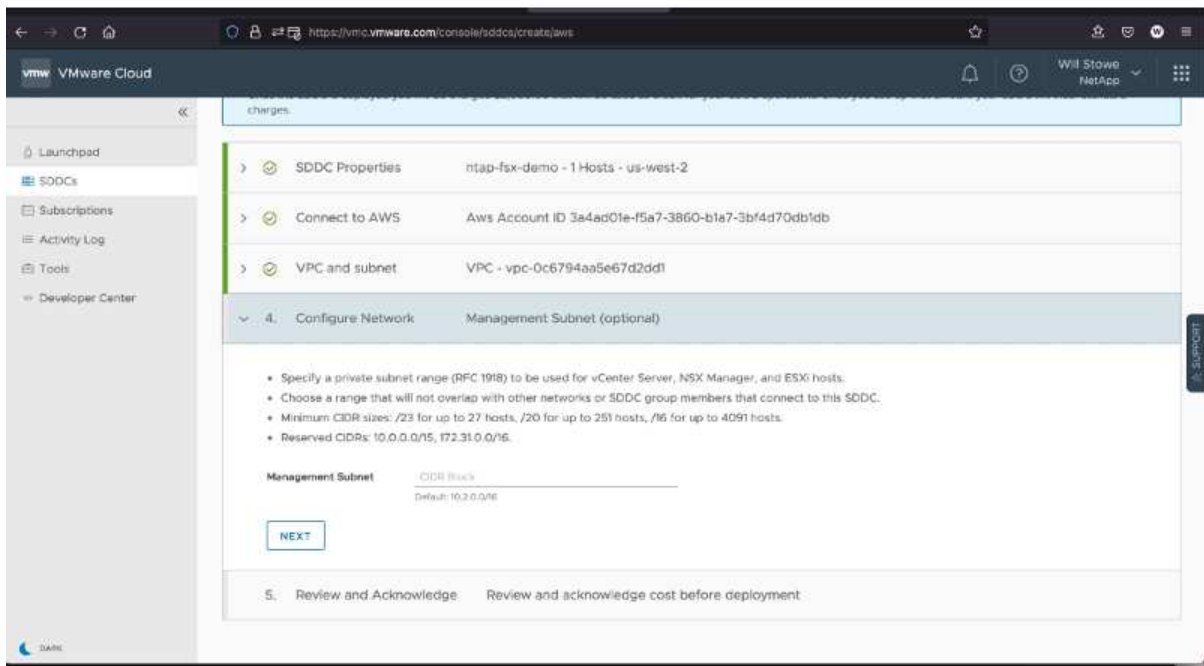 https://vmc.vmware.com/console/sddcs/create/aws
vmw VMware Cloud
Will Stowe
NetApp
charges.
Launchpad
SDDCs
Subscriptions
Activity Log
Tools
Developer Center
SDDC Properties ntap-fsx-demo - 1 Hosts - us-west-2
Connect to AWS Aws Account ID 3a4ad01e-f5a7-3860-b1a7-3bf4d70db1db
VPC and subnet VPC - vpc-0c6794aa5e67d2dd1
4. Configure Network Management Subnet (optional)
• Specify a private subnet range (RFC 1918) to be used for vCenter Server, NSX Manager, and ESXi hosts.
• Choose a range that will not overlap with other networks or SDDC group members that connect to this SDDC.
• Minimum CIDR sizes: /23 for up to 27 hosts, /20 for up to 251 hosts, /16 for up to 4091 hosts.
• Reserved CIDRs: 10.0.0.0/15, 172.31.0.0/16.
Management Subnet CIDR Block
Default: 10.2.0.0/16
NEXT
5. Review and Acknowledge Review and acknowledge cost before deployment
SUPPORT
DARK